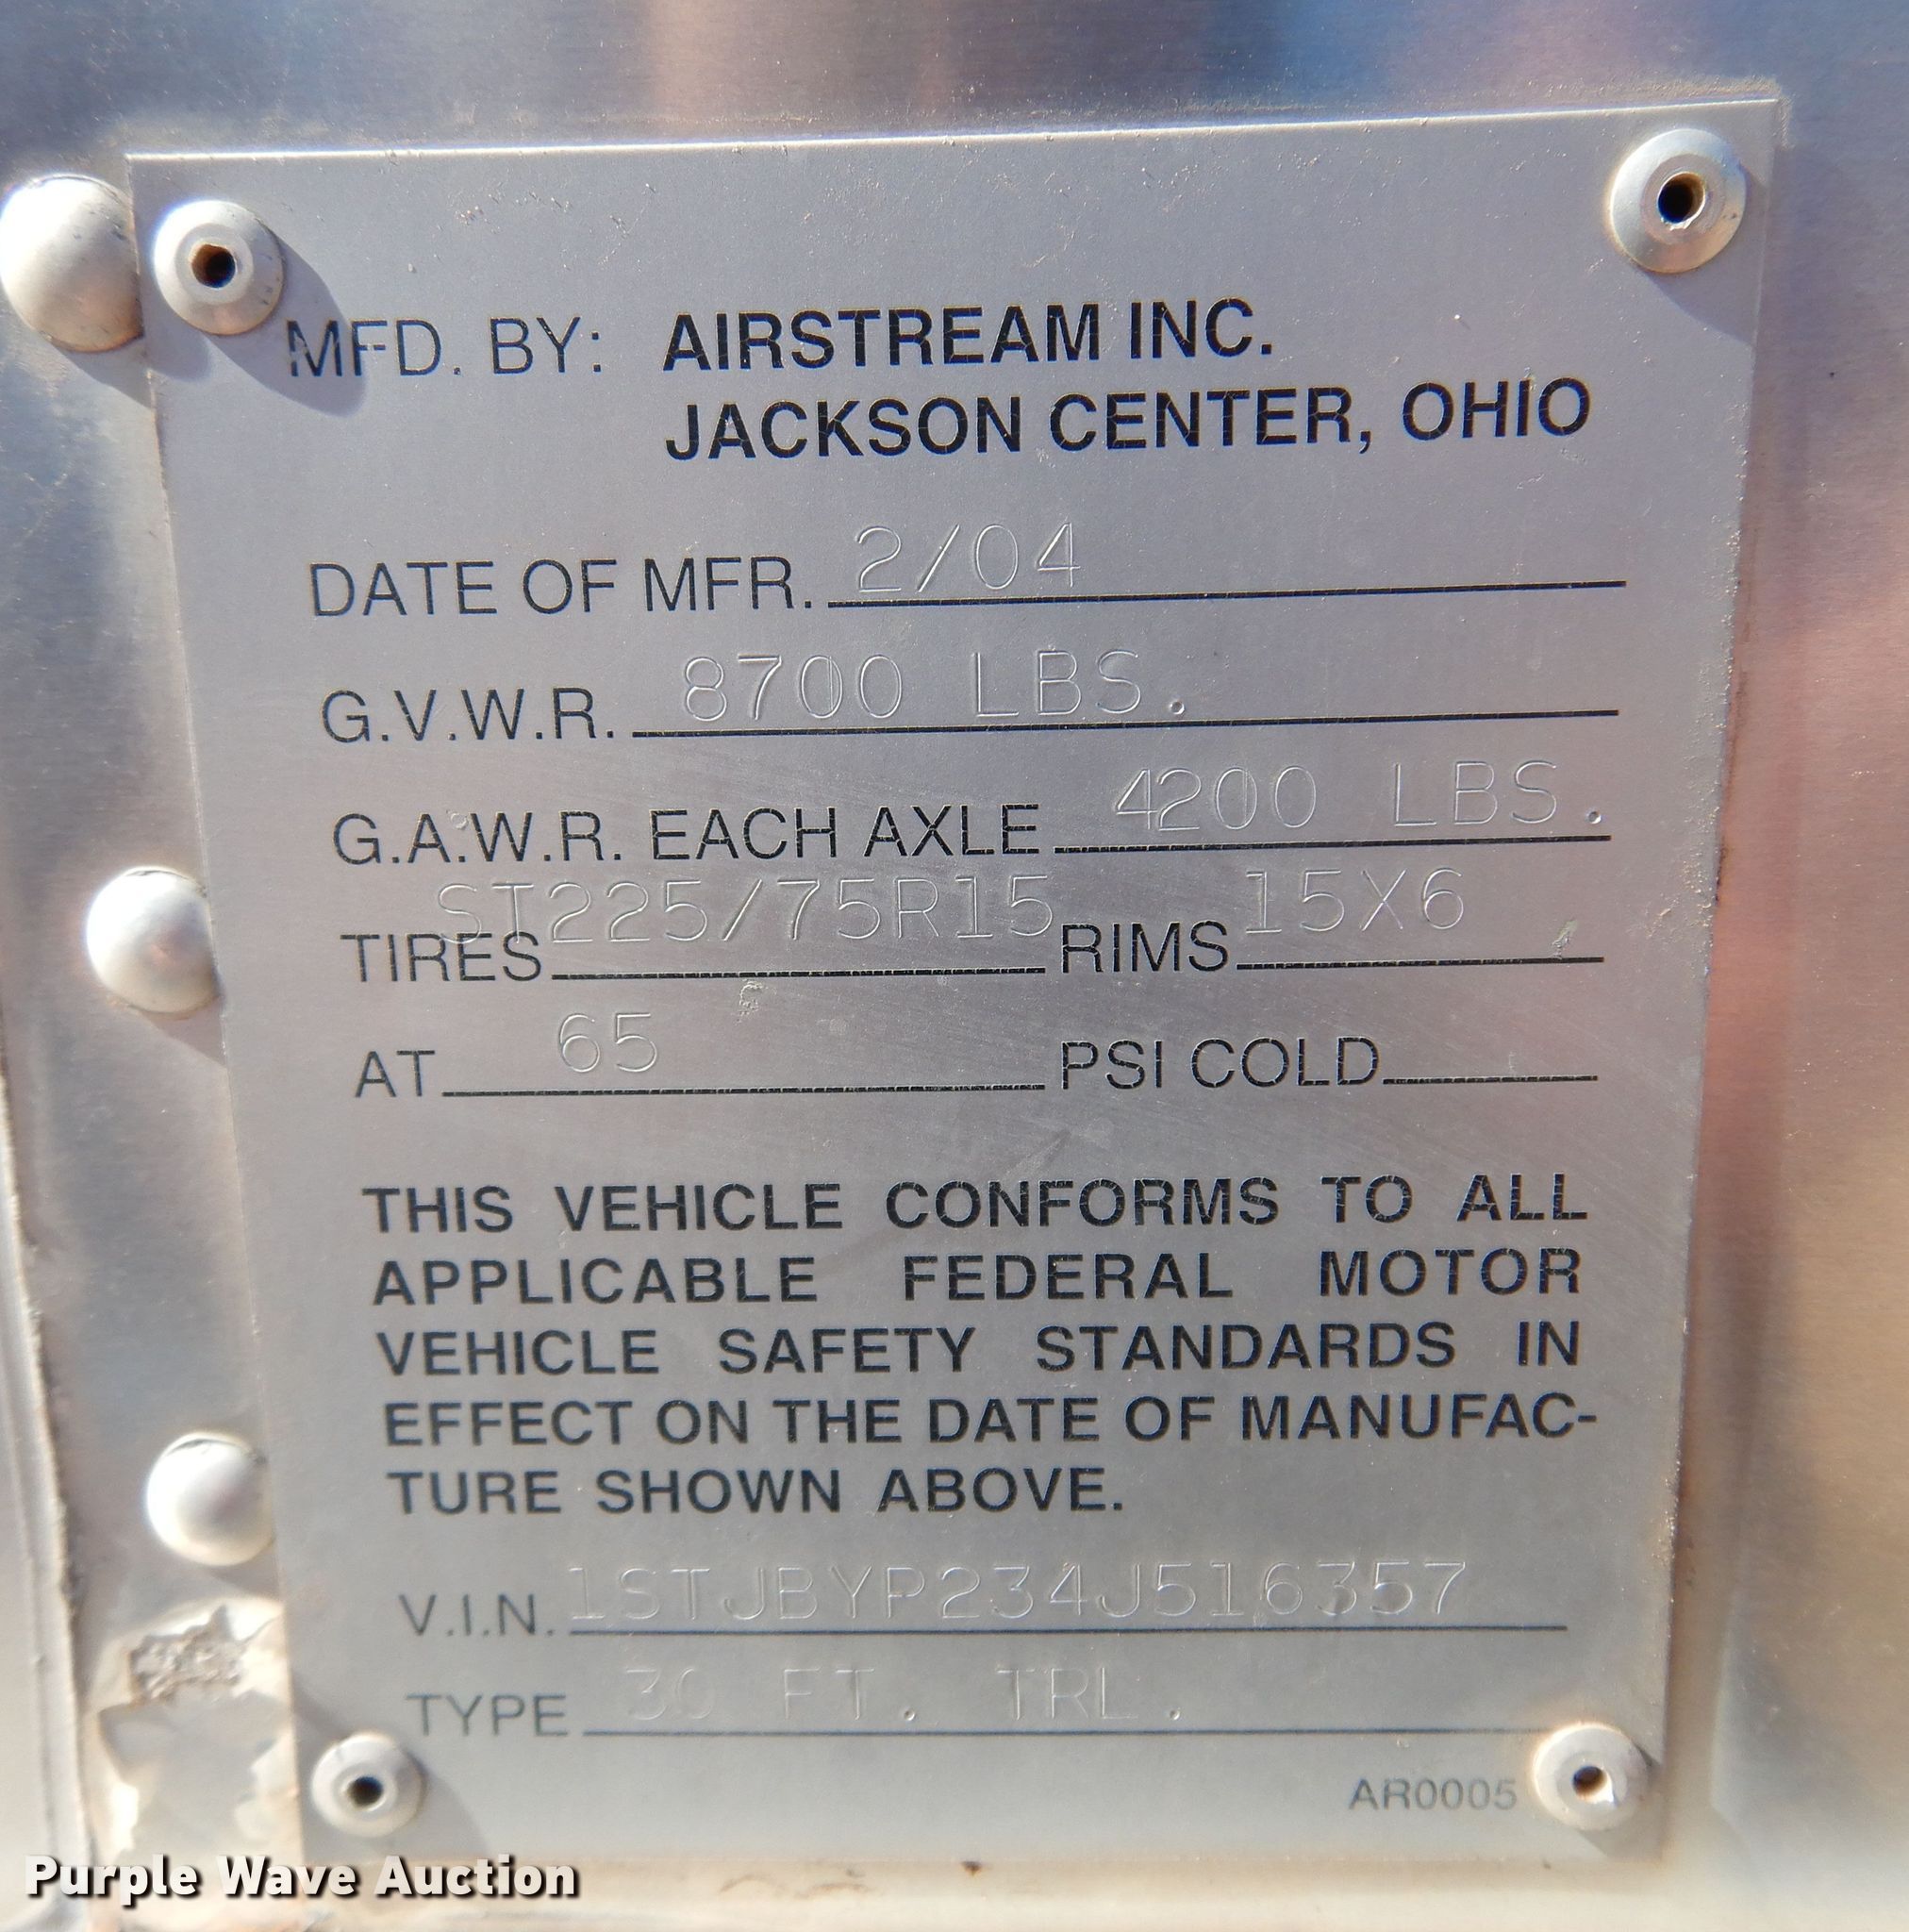 MFD. BY: AIRSTREAM INC.
JACKSON CENTER, OHIO
DATE OF MFR. 2/04
G.V.W.R. 8700 LBS.
G.A.W.R. EACH AXLE 4200 LBS.
TIRES ST225/75R15 RIMS 15X6
AT 65 PSI COLD
THIS VEHICLE CONFORMS TO ALL
APPLICABLE FEDERAL MOTOR
VEHICLE SAFETY STANDARDS IN
EFFECT ON THE DATE OF MANUFAC-
TURE SHOWN ABOVE.
V.I.N. 1STJBYP234J516357
TYPE 30 FT. TRL.
AR0005
Purple Wave Auction